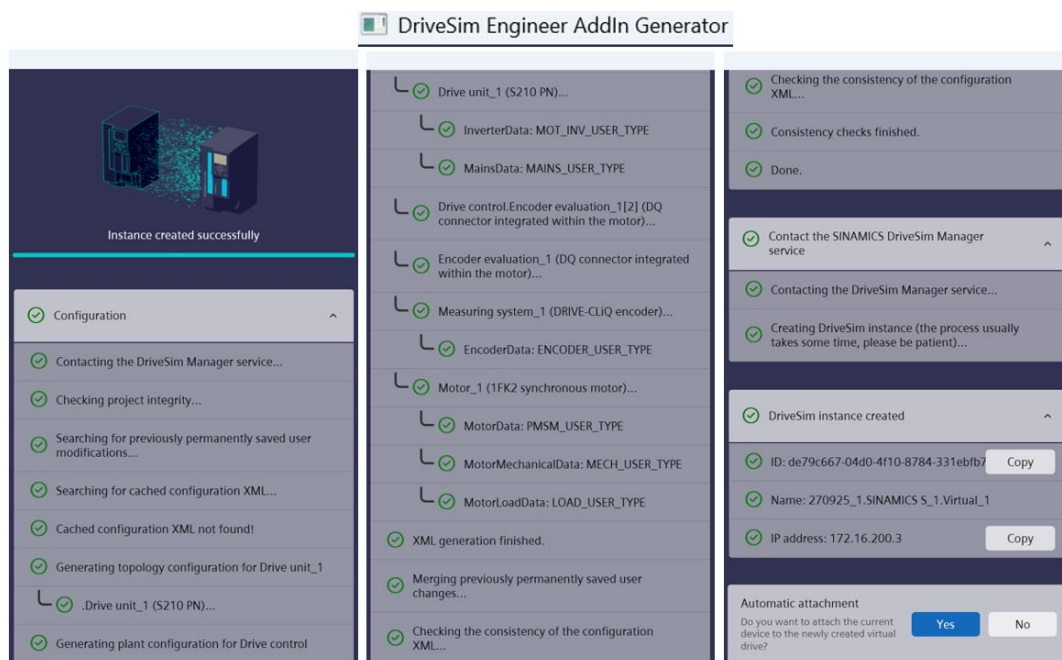 DriveSim Engineer AddIn Generator
Instance created successfully
Configuration
Contacting the DriveSim Manager service...
Checking project integrity...
Searching for previously permanently saved user
modifications...
Searching for cached configuration XML...
Cached configuration XML not found!
Generating topology configuration for Drive unit_1
.Drive unit_1 (S210 PN)...
Generating plant configuration for Drive control
Drive unit_1 (S210 PN)...
InverterData: MOT_INV_USER_TYPE
MainsData: MAINS_USER_TYPE
Drive control.Encoder evaluation_1[2] (DQ
connector integrated within the motor)...
Encoder evaluation_1 (DQ connector integrated
within the motor)...
Measuring system_1 (DRIVE-CLiQ encoder)...
EncoderData: ENCODER_USER_TYPE
Motor_1 (1FK2 synchronous motor)...
MotorData: PMSM_USER_TYPE
MotorMechanicalData: MECH_USER_TYPE
MotorLoadData: LOAD_USER_TYPE
XML generation finished.
Merging previously permanently saved user
changes...
Checking the consistency of the configuration
XML...
Checking the consistency of the configuration
XML...
Consistency checks finished.
Done.
Contact the SINAMICS DriveSim Manager
service
Contacting the DriveSim Manager service...
Creating DriveSim instance (the process usually
takes some time, please be patient)...
DriveSim instance created
ID: de79c667-04d0-4f10-8784-331ebfb7 Copy
Name: 270925_1.SINAMICS S_1.Virtual_1
IP address: 172.16.200.3 Copy
Automatic attachment
Do you want to attach the current
device to the newly created virtual
drive?
Yes No